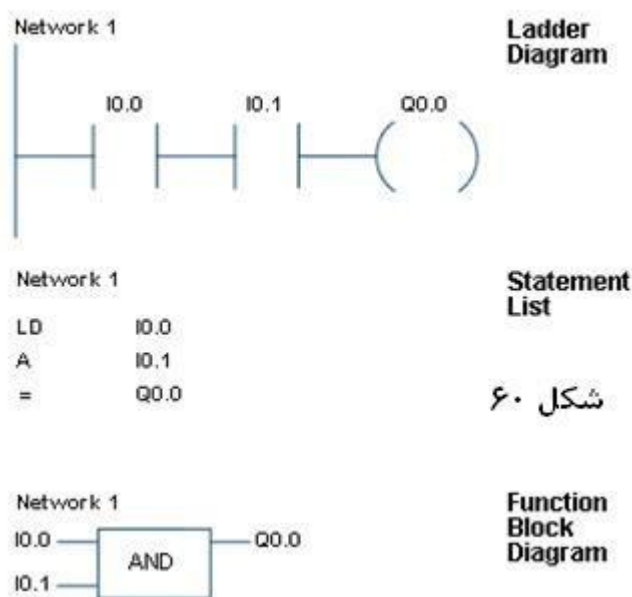 Network 1
Ladder
Diagram
I0.0 I0.1 Q0.0
Network 1
Statement
List
LD I0.0
A I0.1
= Q0.0
شکل ۶۰
Network 1
Function
Block
Diagram
I0.0 Q0.0
AND
I0.1